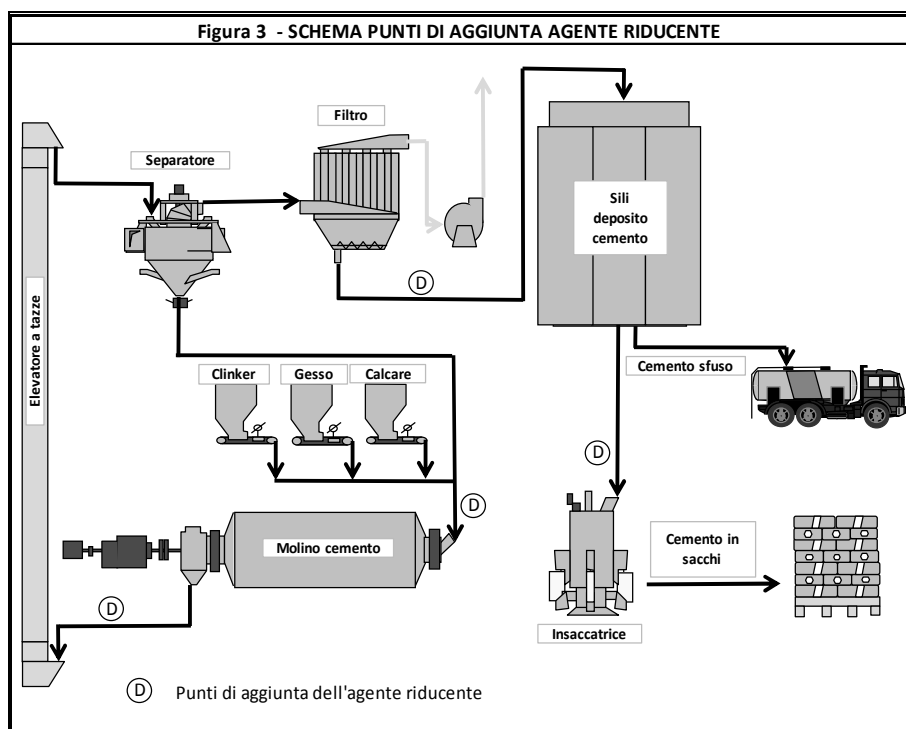 Figura 3 - SCHEMA PUNTI DI AGGIUNTA AGENTE RIDUCENTE
Filtro
Separatore
Sili
deposito
cemento
D
Elevatore a tazze
Clinker
Gesso
Calcare
Cemento sfuso
D
D
Molino cemento
Cemento in
sacchi
D
Insaccatrice
D Punti di aggiunta dell'agente riducente